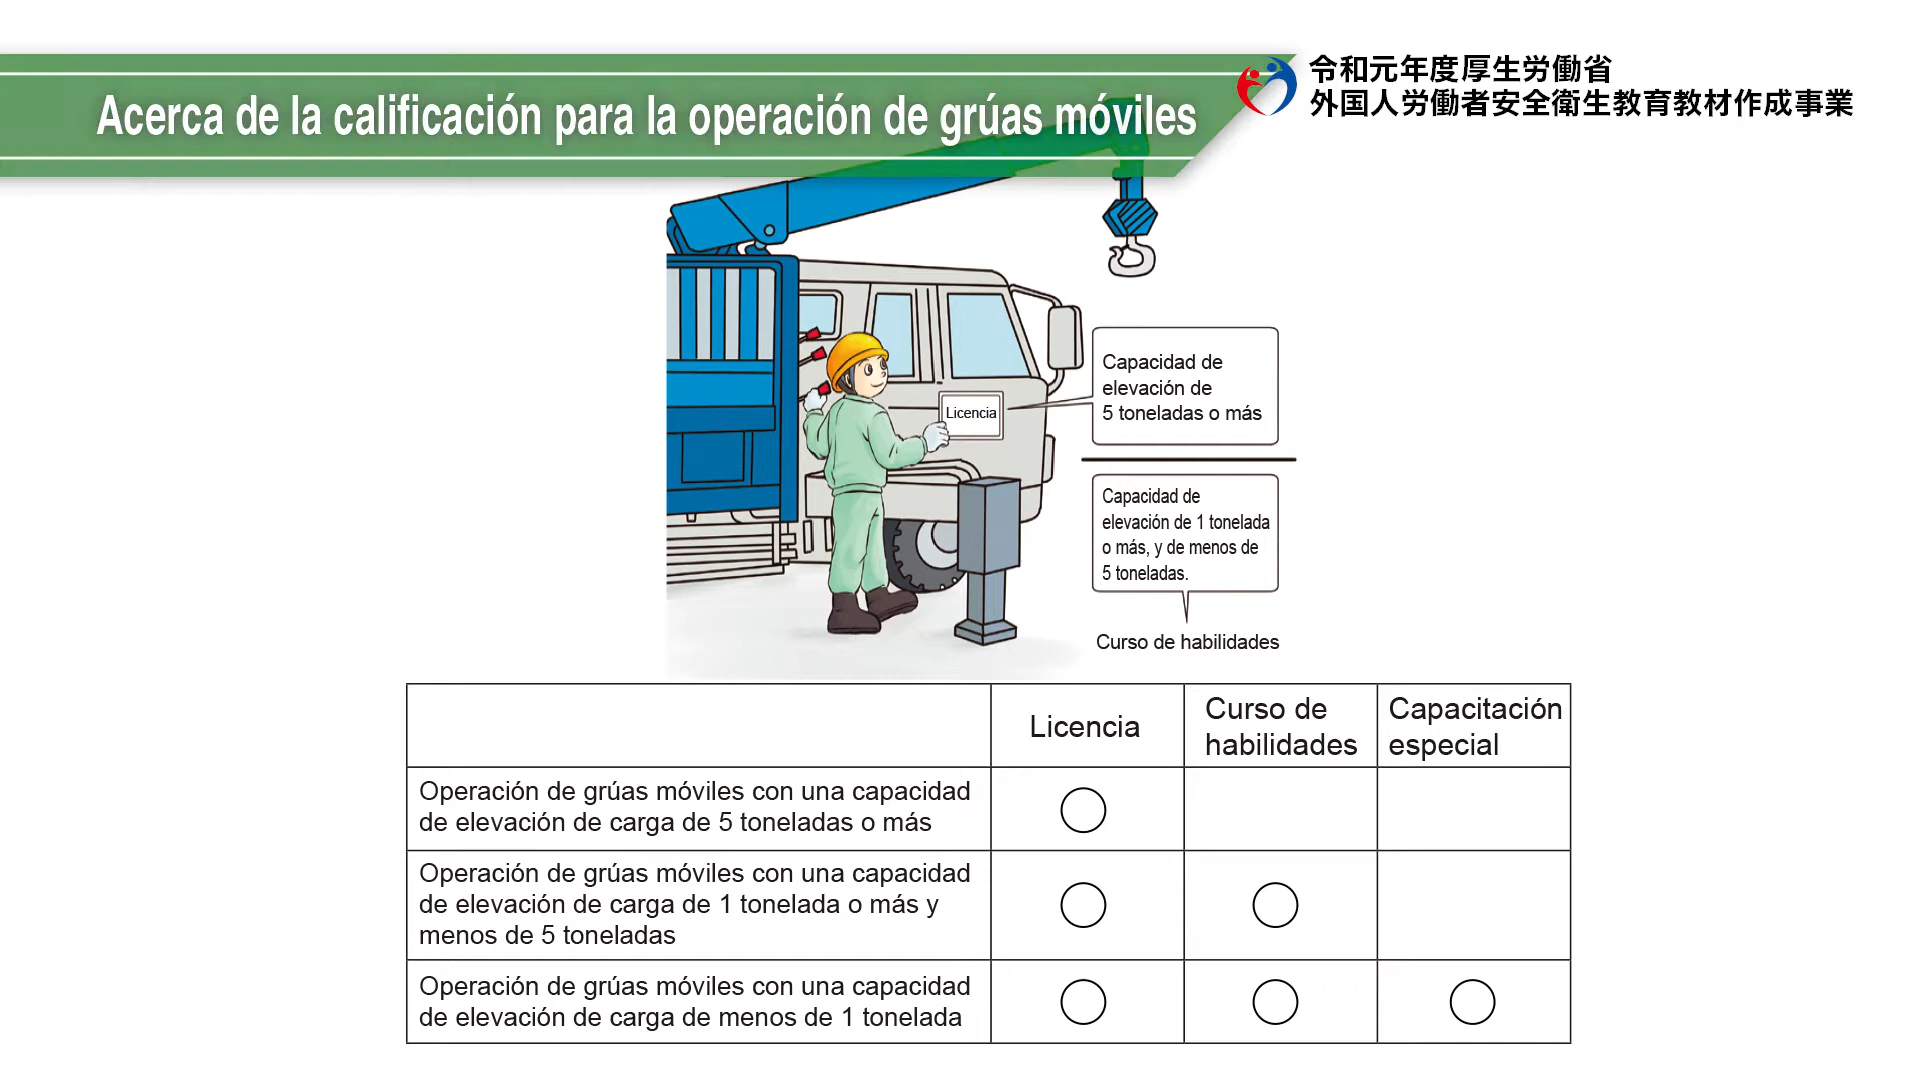 Acerca de la calificación para la operación de grúas móviles
令和元年度厚生労働省
外国人労働者安全衛生教育教材作成事業
Licencia
Capacidad de
elevación de
5 toneladas o más
Capacidad de
elevación de 1 tonelada
o más, y de menos de
5 toneladas.
Curso de habilidades
Licencia
Curso de
habilidades
Capacitación
especial
Operación de grúas móviles con una capacidad
de elevación de carga de 5 toneladas o más
Operación de grúas móviles con una capacidad
de elevación de carga de 1 tonelada o más y
menos de 5 toneladas
Operación de grúas móviles con una capacidad
de elevación de carga de menos de 1 tonelada